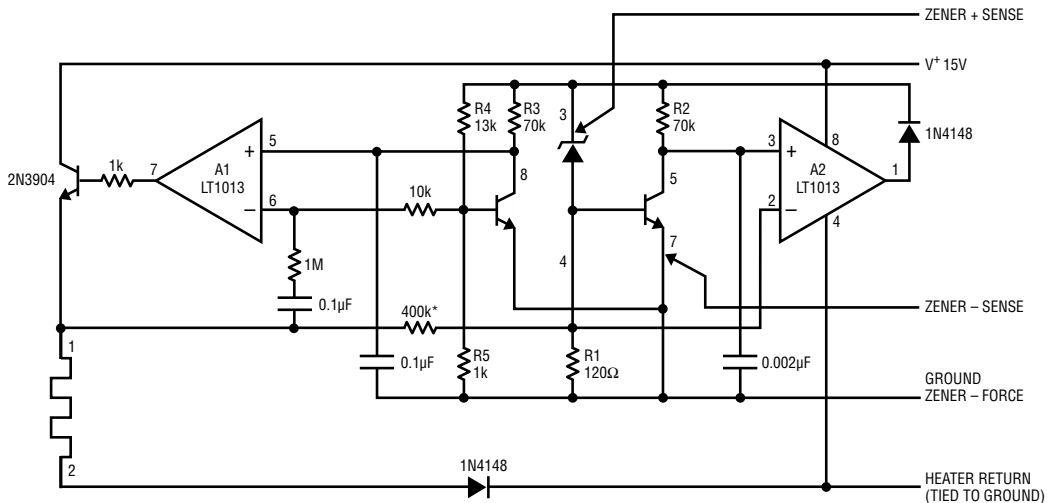 ZENER + SENSE
V+ 15V
R4
13k
R3
70k
3
R2
70k
1N4148
5
+
3
+
8
2N3904
1k
7
A1
LT1013
8
5
A2
LT1013
1
6
–
10k
2
–
7
4
1M
4
0.1µF
400k*
ZENER – SENSE
1
0.1µF
R5
1k
R1
120Ω
0.002µF
GROUND
ZENER – FORCE
2
1N4148
HEATER RETURN
(TIED TO GROUND)